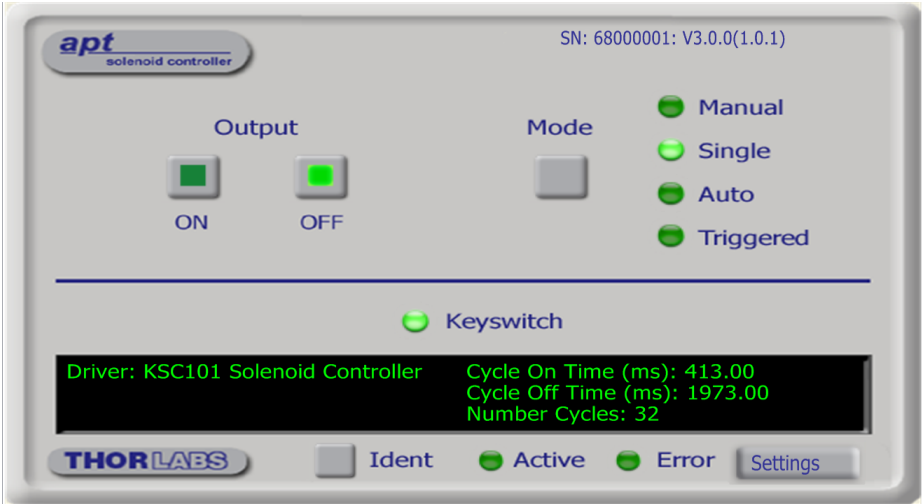 apt
solenoid controller
SN: 68000001: V3.0.0(1.0.1)
Output
ON
OFF
Mode
Manual
Single
Auto
Triggered
Keyswitch
Driver: KSC101 Solenoid Controller
Cycle On Time (ms): 413.00
Cycle Off Time (ms): 1973.00
Number Cycles: 32
THORLABS
Ident
Active
Error
Settings